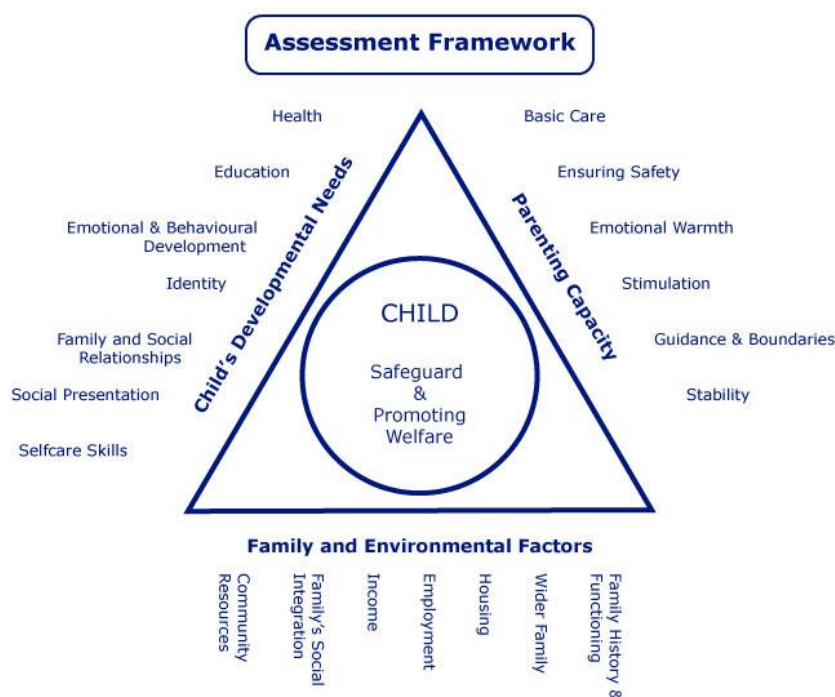 Assessment Framework
Health
Education
Emotional & Behavioural
Development
Identity
Family and Social
Relationships
Social Presentation
Selfcare Skills
Child's Developmental Needs
CHILD
Safeguard
&
Promoting
Welfare
Parenting Capacity
Basic Care
Ensuring Safety
Emotional Warmth
Stimulation
Guidance & Boundaries
Stability
Family and Environmental Factors
Community
Resources
Family's Social
Integration
Income
Employment
Housing
Wider Family
Family History &
Functioning